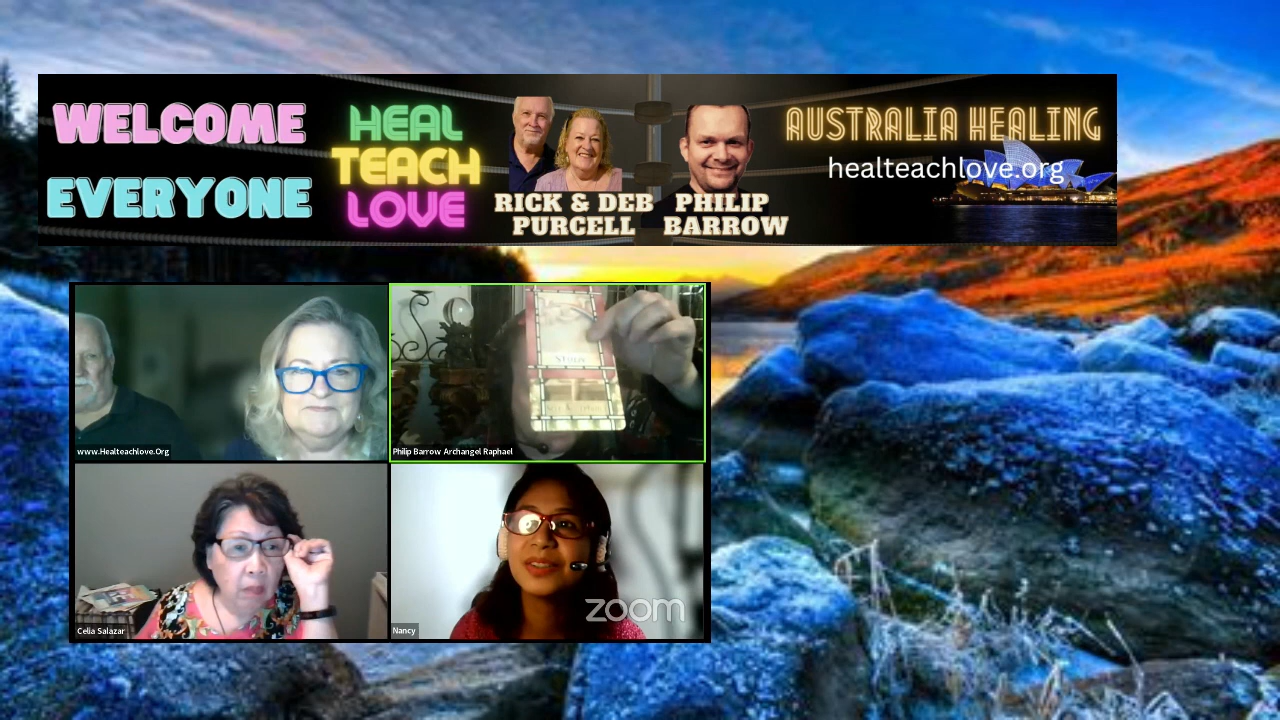 WELCOME
EVERYONE
HEAL
TEACH
LOVE
RICK & DEB
PURCELL
PHILIP
BARROW
AUSTRALIA HEALING
healteachlove.org
STUDY
www.Healteachlove.Org
Philip Barrow Archangel Raphael
Celia Salazar
Nancy
zoom